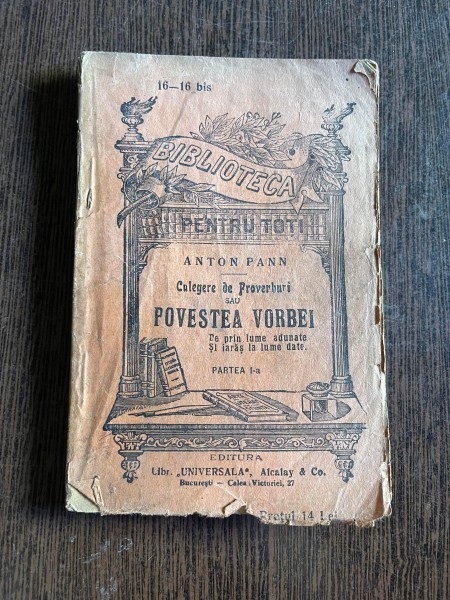 16—16 bis
BIBLIOTECA
PENTRU TOTI
ANTON PANN
Culegere de Proverburi
SAU
POVESTEA VORBEI
De prin lume adunate
Și iarăș la lume date.
PARTEA I-a
EDITURA
Libr. „UNIVERSALA“, Alcalay & Co.
București — Calea Victoriei, 27
Prețul 14 Lei